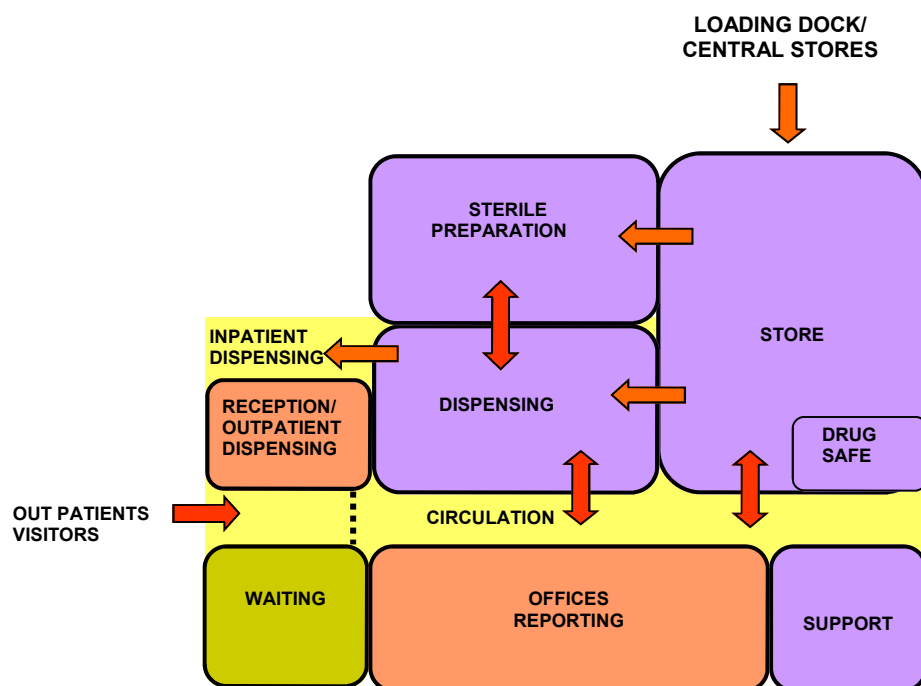 LOADING DOCK/
CENTRAL STORES
STERILE
PREPARATION
STORE
INPATIENT
DISPENSING
DISPENSING
RECEPTION/
OUTPATIENT
DISPENSING
DRUG
SAFE
OUT PATIENTS
VISITORS
CIRCULATION
WAITING
OFFICES
REPORTING
SUPPORT